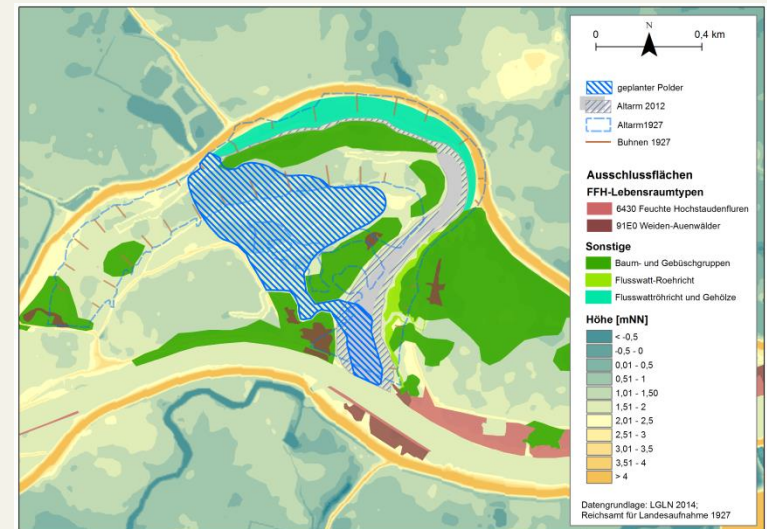 N
0 0,4 km
geplanter Polder
Altarm 2012
Altarm1927
Buhnen 1927
Ausschlussflächen
FFH-Lebensraumtypen
6430 Feuchte Hochstaudenfluren
91E0 Weiden-Auenwälder
Sonstige
Baum- und Gebüschgruppen
Flusswatt-Roehricht
Flusswattröhricht und Gehölze
Höhe [mNN]
< -0,5
-0,5 - 0
0,01 - 0,5
0,51 - 1
1,01 - 1,50
1,51 - 2
2,01 - 2,5
2,51 - 3
3,01 - 3,5
3,51 - 4
> 4
Datengrundlage: LGLN 2014;
Reichsamt für Landesaufnahme 1927